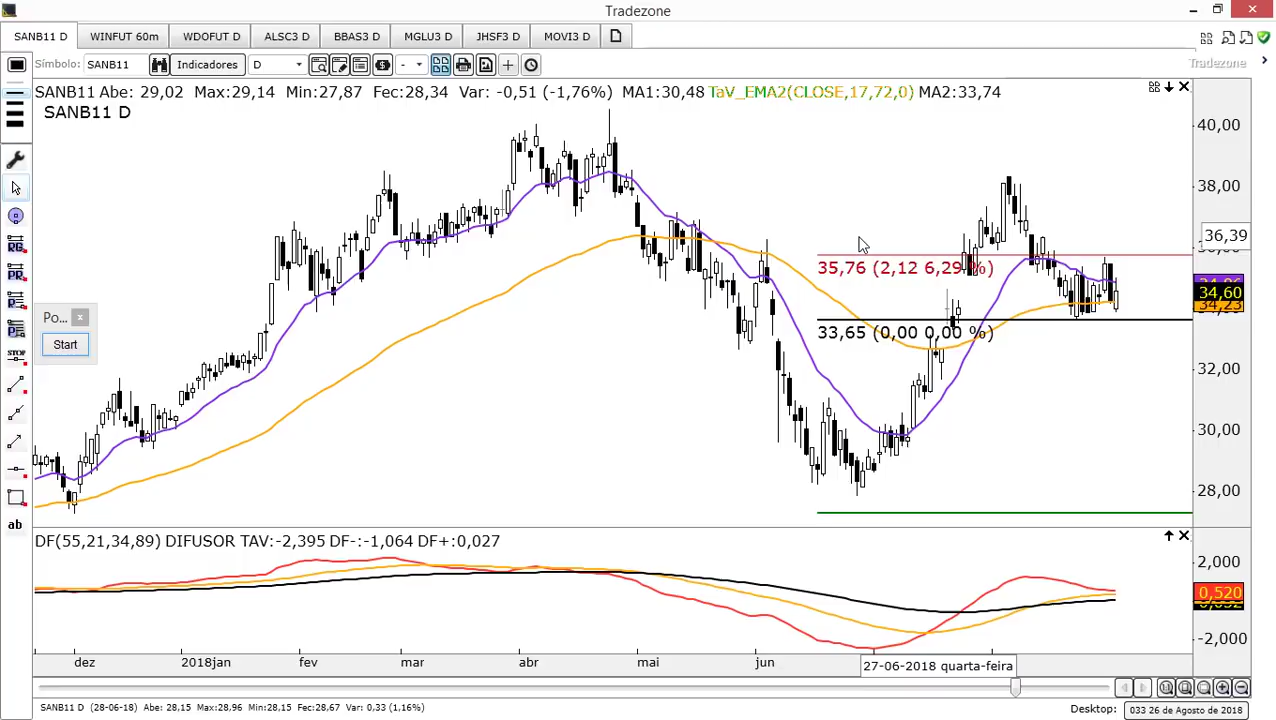 Tradezone
SANB11 D WINFUT 60m WDOFUT D ALSC3 D BBAS3 D MGLU3 D JHSF3 D MOVI3 D
Símbolo: SANB11 Indicadores D - Tradezone
SANB11 Abe: 29,02 Max:29,14 Min:27,87 Fec:28,34 Var: -0,51 (-1,76%) MA1:30,48 TaV_EMA2(CLOSE,17,72,0) MA2:33,74
SANB11 D
40,00
38,00
36,39
35,76 (2,12 6,29 %)
34,60
34,23
33,65 (0,00 0,00 %)
32,00
30,00
28,00
RG
PR
STOP
ab
Po... x
Start
DF(55,21,34,89) DIFUSOR TAV:-2,395 DF-:-1,064 DF+:0,027
2,000
0,520
-2,000
dez 2018jan fev mar abr mai jun 27-06-2018 quarta-feira
SANB11 D (28-06-18) Abe: 28,15 Max:28,96 Min:28,15 Fec:28,67 Var: 0,33 (1,16%) Desktop: 033 26 de Agosto de 2018